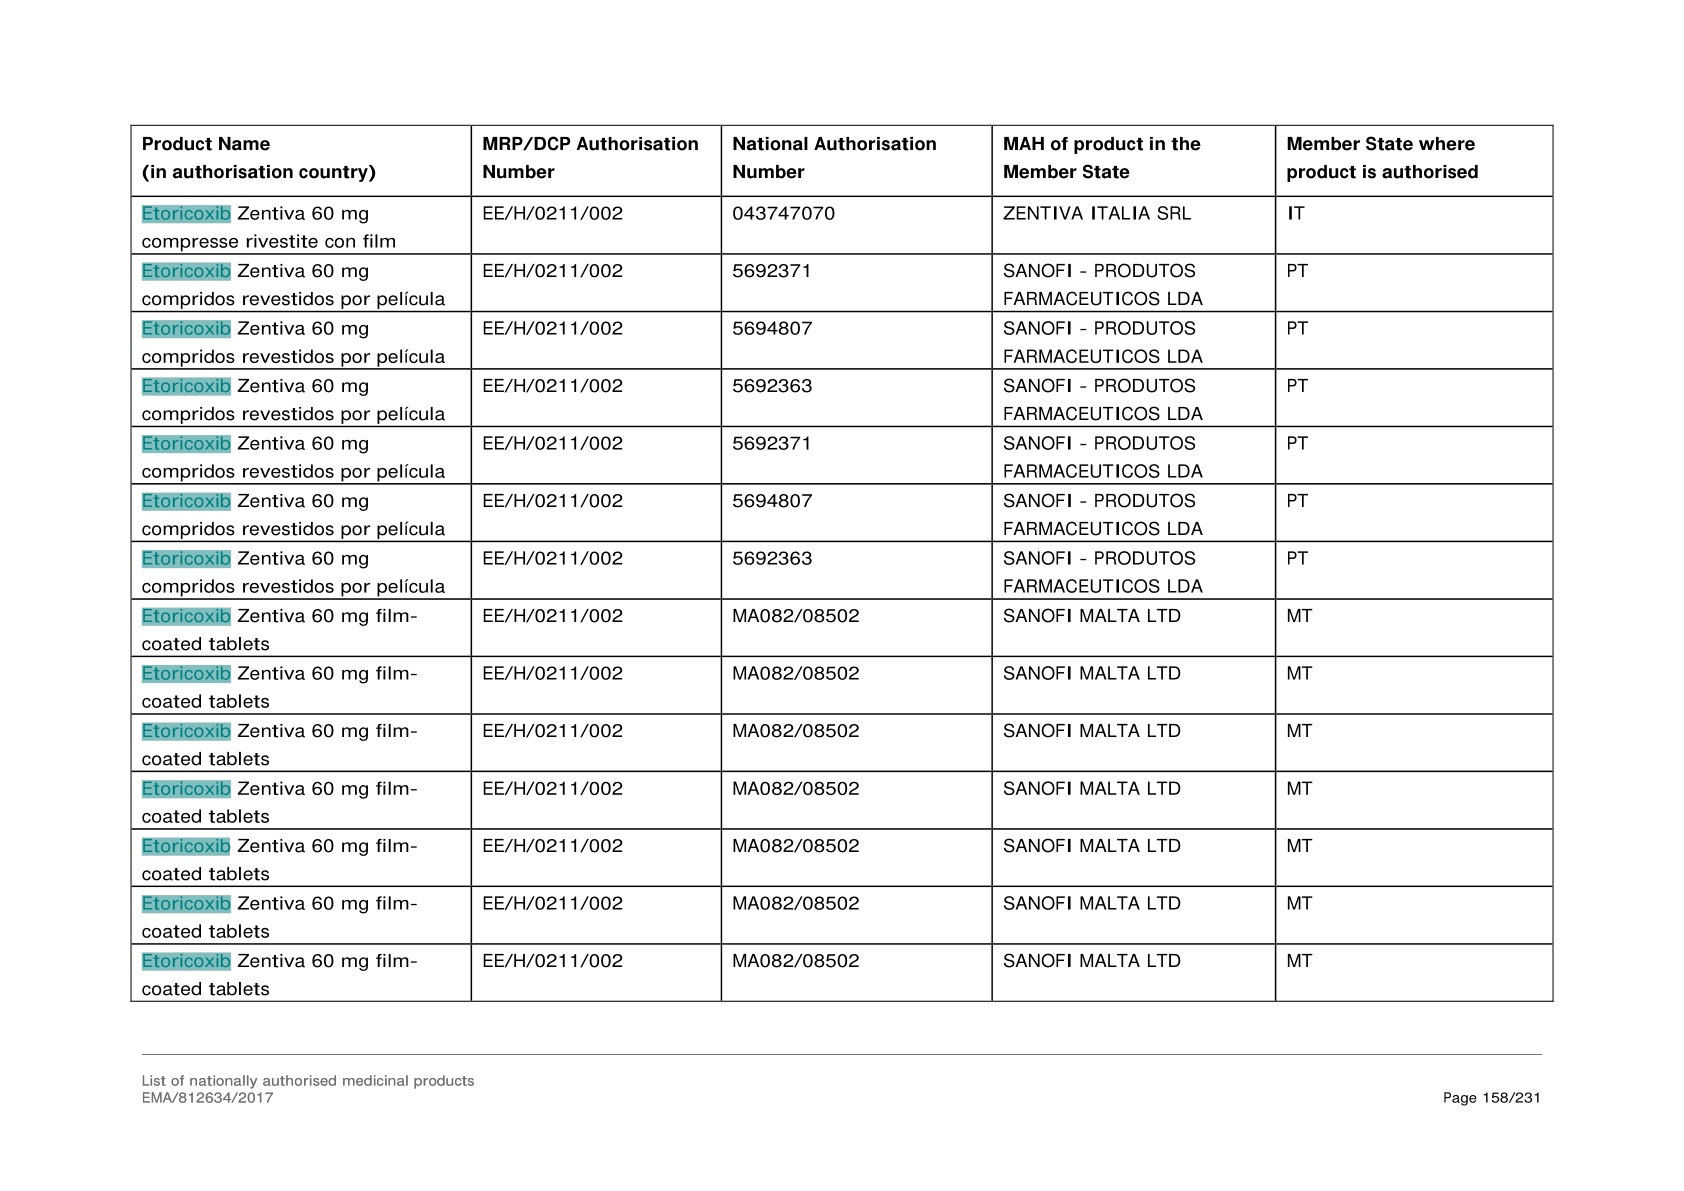 Product Name
(in authorisation country)
MRP/DCP Authorisation
Number
National Authorisation
Number
MAH of product in the
Member State
Member State where
product is authorised
Etoricoxib Zentiva 60 mg
compresse rivestite con film
EE/H/0211/002
043747070
ZENTIVA ITALIA SRL
IT
Etoricoxib Zentiva 60 mg
compridos revestidos por película
EE/H/0211/002
5692371
SANOFI - PRODUTOS
FARMACEUTICOS LDA
PT
Etoricoxib Zentiva 60 mg
compridos revestidos por película
EE/H/0211/002
5694807
SANOFI - PRODUTOS
FARMACEUTICOS LDA
PT
Etoricoxib Zentiva 60 mg
compridos revestidos por película
EE/H/0211/002
5692363
SANOFI - PRODUTOS
FARMACEUTICOS LDA
PT
Etoricoxib Zentiva 60 mg
compridos revestidos por película
EE/H/0211/002
5692371
SANOFI - PRODUTOS
FARMACEUTICOS LDA
PT
Etoricoxib Zentiva 60 mg
compridos revestidos por película
EE/H/0211/002
5694807
SANOFI - PRODUTOS
FARMACEUTICOS LDA
PT
Etoricoxib Zentiva 60 mg
compridos revestidos por película
EE/H/0211/002
5692363
SANOFI - PRODUTOS
FARMACEUTICOS LDA
PT
Etoricoxib Zentiva 60 mg film-
coated tablets
EE/H/0211/002
MA082/08502
SANOFI MALTA LTD
MT
Etoricoxib Zentiva 60 mg film-
coated tablets
EE/H/0211/002
MA082/08502
SANOFI MALTA LTD
MT
Etoricoxib Zentiva 60 mg film-
coated tablets
EE/H/0211/002
MA082/08502
SANOFI MALTA LTD
MT
Etoricoxib Zentiva 60 mg film-
coated tablets
EE/H/0211/002
MA082/08502
SANOFI MALTA LTD
MT
Etoricoxib Zentiva 60 mg film-
coated tablets
EE/H/0211/002
MA082/08502
SANOFI MALTA LTD
MT
Etoricoxib Zentiva 60 mg film-
coated tablets
EE/H/0211/002
MA082/08502
SANOFI MALTA LTD
MT
Etoricoxib Zentiva 60 mg film-
coated tablets
EE/H/0211/002
MA082/08502
SANOFI MALTA LTD
MT
List of nationally authorised medicinal products
EMA/812634/2017
Page 158/231